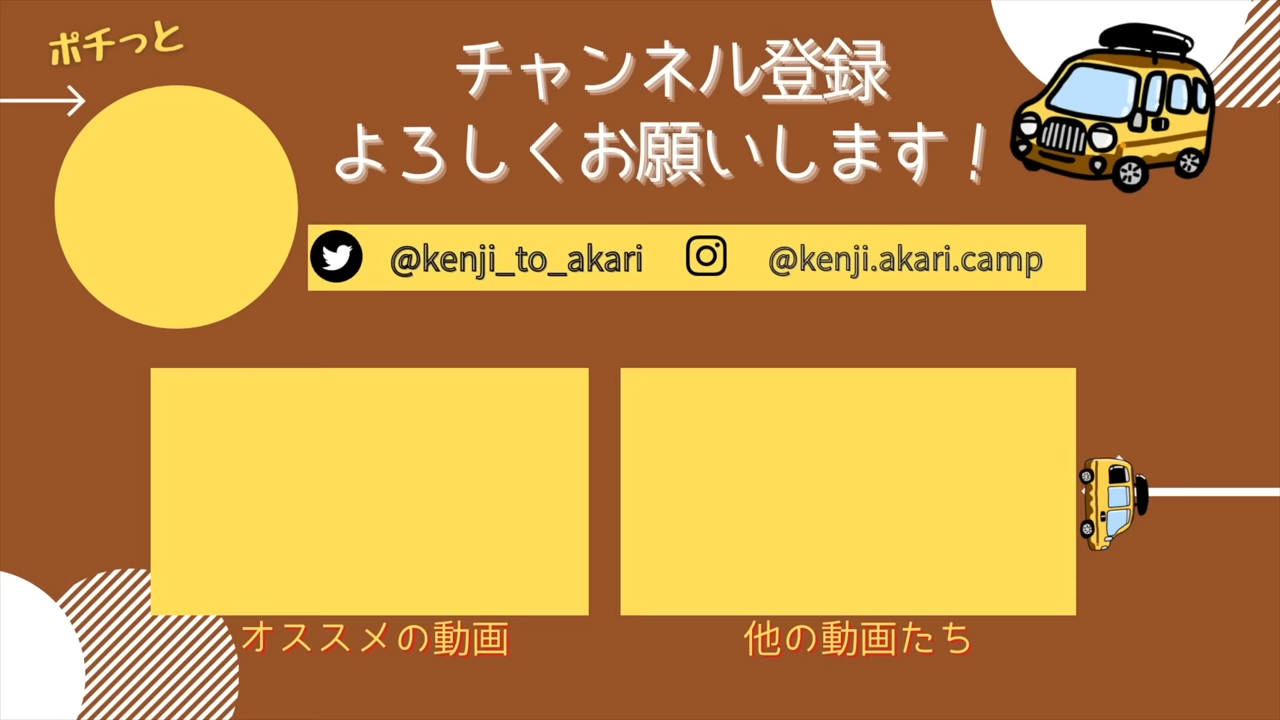 ポチっと
チャンネル登録
よろしくお願いします！
@kenji_to_akari
@kenji.akari.camp
オススメの動画
他の動画たち